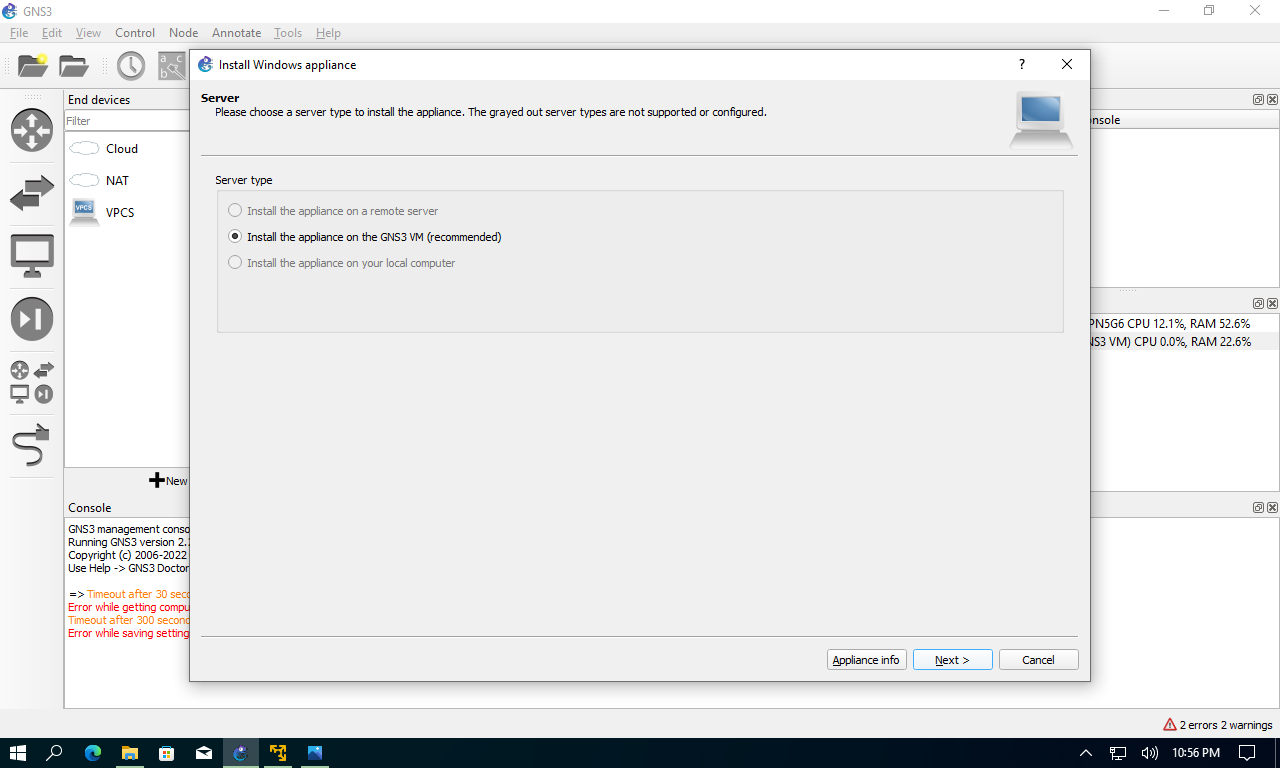 GNS3
File Edit View Control Node Annotate Tools Help
Install Windows appliance
?
Server
Please choose a server type to install the appliance. The grayed out server types are not supported or configured.
End devices
Filter
Cloud
NAT
VPCS
VPCS
New
Server type
Install the appliance on a remote server
Install the appliance on the GNS3 VM (recommended)
Install the appliance on your local computer
PN5G6 CPU 12.1%, RAM 52.6%
NS3 VM) CPU 0.0%, RAM 22.6%
Console
GNS3 management conso
Running GNS3 version 2.
Copyright (c) 2006-2022
Use Help -> GNS3 Doctor
=> Timeout after 30 seco
Error while getting compu
Timeout after 300 second
Error while saving setting
Appliance info
Next >
Cancel
2 errors 2 warnings
10:56 PM